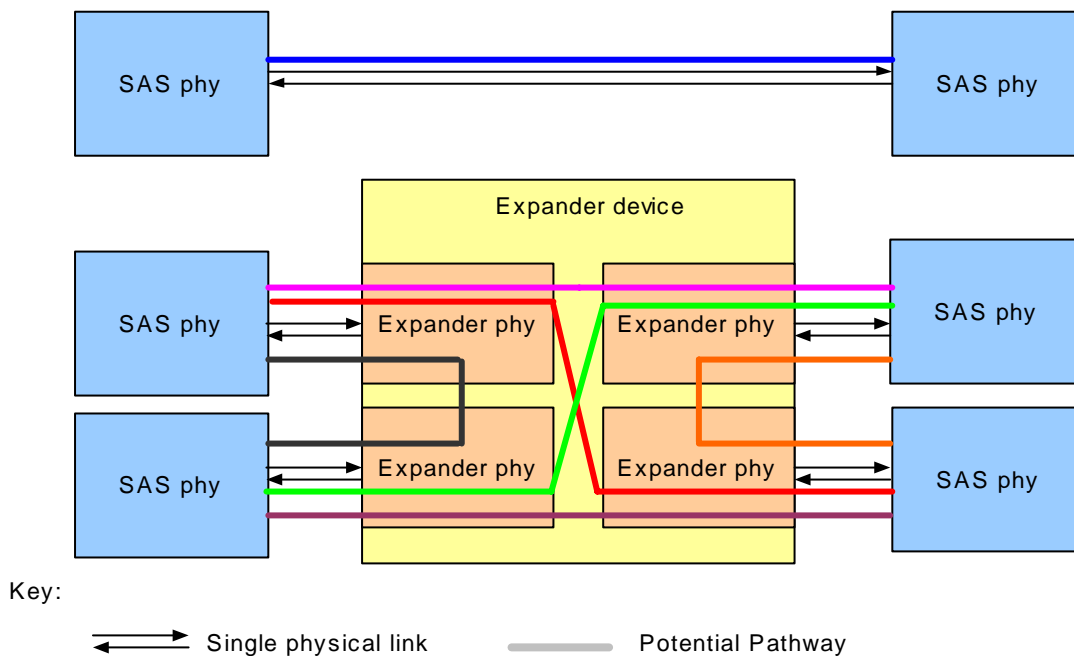 SAS phy
SAS phy
Expander device
SAS phy
Expander phy
Expander phy
SAS phy
SAS phy
Expander phy
Expander phy
SAS phy
Key:
Single physical link
Potential Pathway